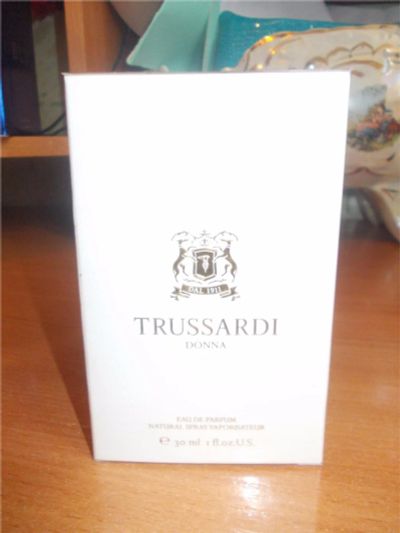 DAL 1911
TRUSSARDI
DONNA
EAU DE PARFUM
NATURAL SPRAY VAPORISATEUR
℮ 30 ml 1 fl.oz.U.S.